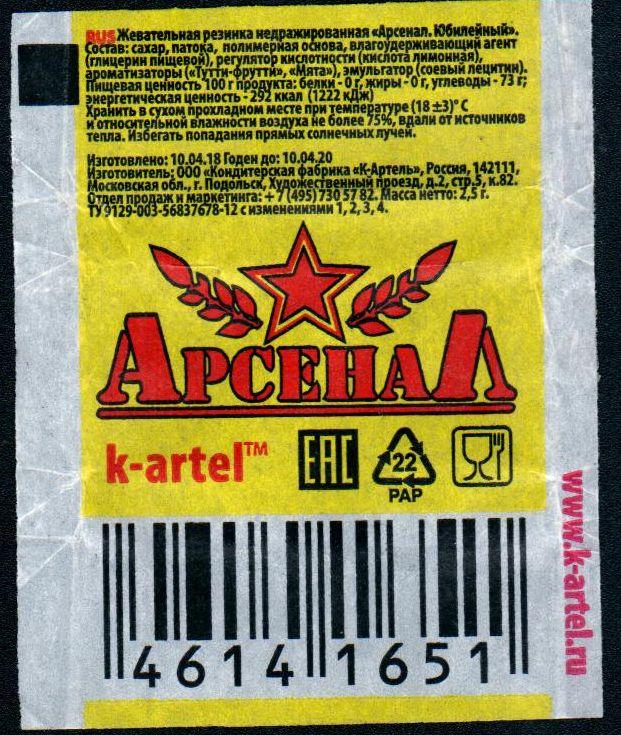 RUS Жевательная резинка недражированная «Арсенал. Юбилейный».
Состав: сахар, патока, полимерная основа, влагоудерживающий агент
(глицерин пищевой), регулятор кислотности (кислота лимонная),
ароматизаторы («Тутти-фрутти», «Мята»), эмульгатор (соевый лецитин).
Пищевая ценность 100 г продукта: белки - 0 г, жиры - 0 г, углеводы - 73 г;
энергетическая ценность - 292 ккал (1222 кДж)
Хранить в сухом прохладном месте при температуре (18 ±3)° С
и относительной влажности воздуха не более 75%, вдали от источников
тепла. Избегать попадания прямых солнечных лучей.
Изготовлено: 10.04.18 Годен до: 10.04.20
Изготовитель: ООО «Кондитерская фабрика «К-Артель», Россия, 142111,
Московская обл., г. Подольск, Художественный проезд, д.2, стр.5, к.82.
Отдел продаж и маркетинга: + 7 (495) 730 57 82. Масса нетто: 2,5 г.
ТУ 9129-003-56837678-12 с изменениями 1, 2, 3, 4.
АРСЕНАЛ
k-artel™
EAC
22
PAP
www.k-artel.ru
4614 1651